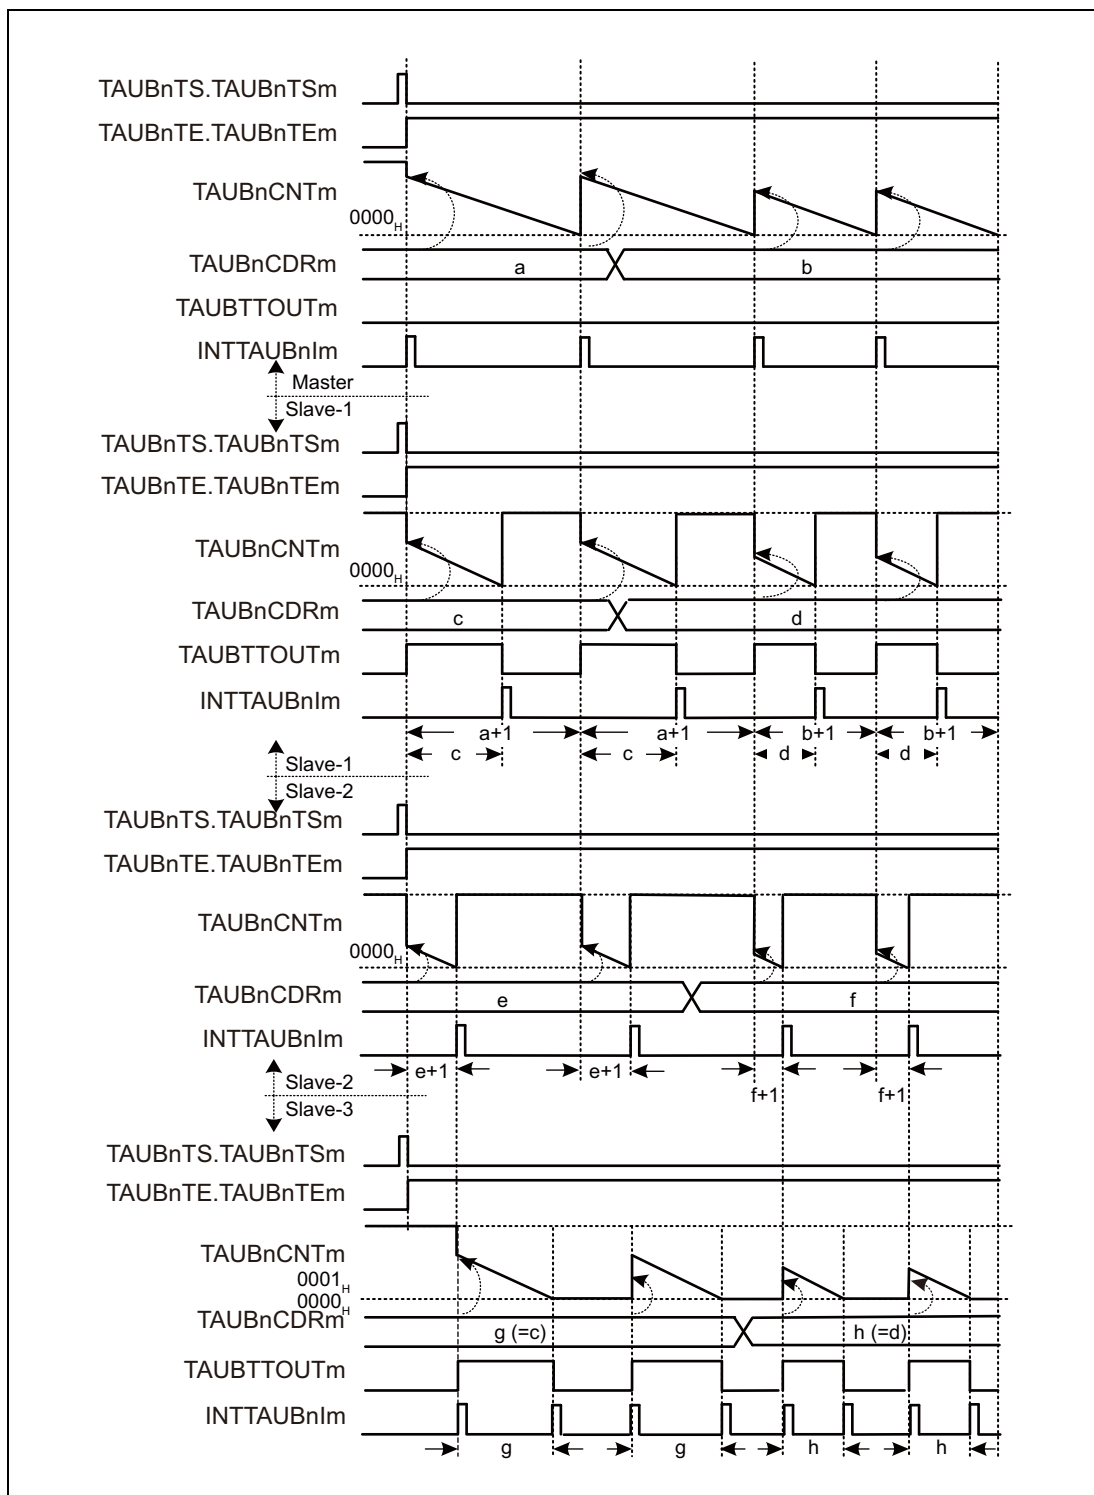 TAUBnTS.TAUBnTSm
TAUBnTE.TAUBnTEm
TAUBnCNTm
0000H
TAUBnCDRm
a
b
TAUBTTOUTm
INTTAUBnIm
Master
Slave-1
TAUBnTS.TAUBnTSm
TAUBnTE.TAUBnTEm
TAUBnCNTm
0000H
TAUBnCDRm
c
d
TAUBTTOUTm
INTTAUBnIm
a+1 a+1 b+1 b+1
c c d d
Slave-1
Slave-2
TAUBnTS.TAUBnTSm
TAUBnTE.TAUBnTEm
TAUBnCNTm
0000H
TAUBnCDRm
e
f
INTTAUBnIm
e+1 e+1
f+1 f+1
Slave-2
Slave-3
TAUBnTS.TAUBnTSm
TAUBnTE.TAUBnTEm
TAUBnCNTm
0001H
0000H
TAUBnCDRm
g (=c)
h (=d)
TAUBTTOUTm
INTTAUBnIm
g g h h